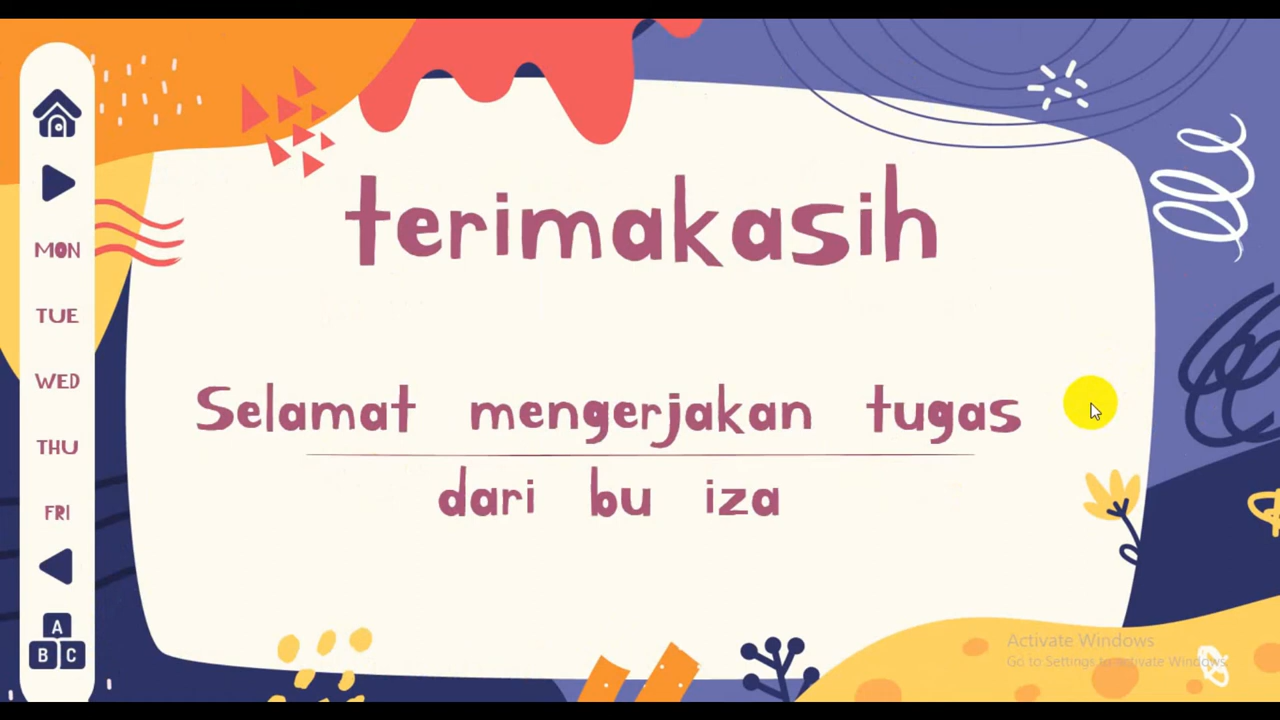 terimakasih
MON
TUE
WED
THU
FRI
A
B C
Selamat mengerjakan tugas
dari bu iza
Activate Windows
Go to Settings to activate Windows.